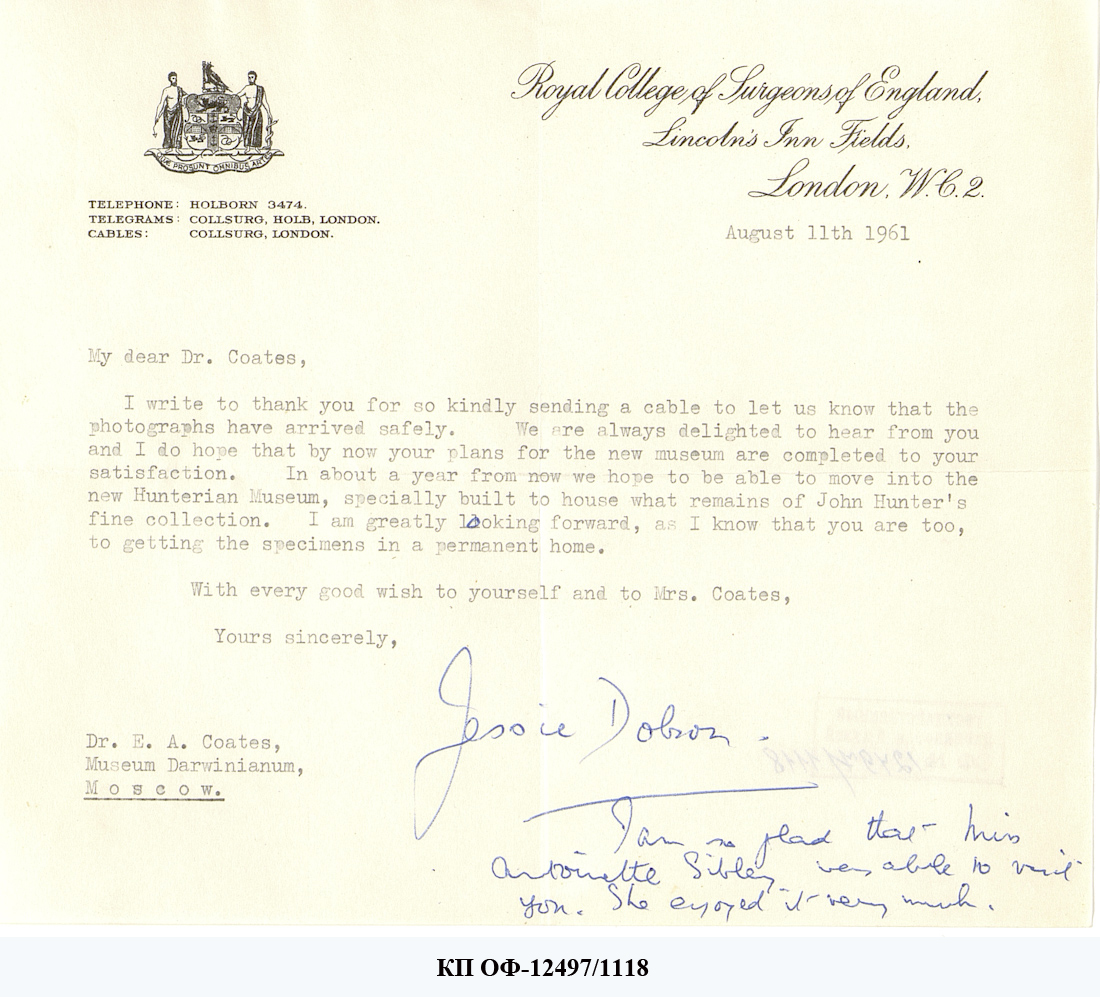 QUAE PROSUNT OMNIBUS ARTES
TELEPHONE: HOLBORN 3474.
TELEGRAMS: COLLSURG, HOLB, LONDON.
CABLES: COLLSURG, LONDON.
Royal College of Surgeons of England,
Lincoln's Inn Fields,
London, W.C.2.
August 11th 1961
My dear Dr. Coates,
I write to thank you for so kindly sending a cable to let us know that the
photographs have arrived safely. We are always delighted to hear from you
and I do hope that by now your plans for the new museum are completed to your
satisfaction. In about a year from now we hope to be able to move into the
new Hunterian Museum, specially built to house what remains of John Hunter's
fine collection. I am greatly looking forward, as I know that you are too,
to getting the specimens in a permanent home.
With every good wish to yourself and to Mrs. Coates,
Yours sincerely,
Jessie Dobson.
Dr. E. A. Coates,
Museum Darwinianum,
Moscow.
I am so glad that Miss
Antoinette Sibley was able to visit
you. She enjoyed it very much.
КП ОФ-12497/1118